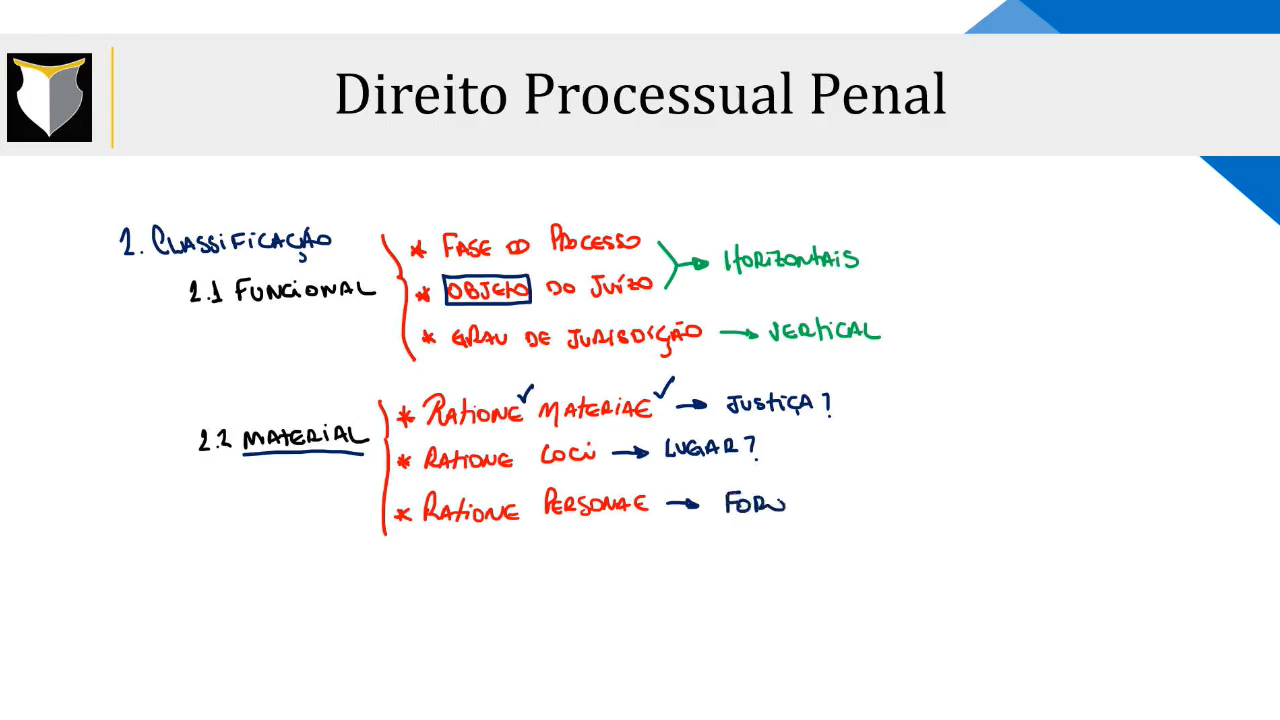 Direito Processual Penal
2. CLASSIFICAÇÃO
2.1 FUNCIONAL
* FASE DO PROCESSO
* OBJETO DO JUÍZO
→ HORIZONTAIS
* GRAU DE JURISDIÇÃO → VERTICAL
2.2 MATERIAL
* RATIONE ✓ MATERIAE ✓ → JUSTIÇA?
* RATIONE LOCI → LUGAR?
* RATIONE PERSONAE → FORO